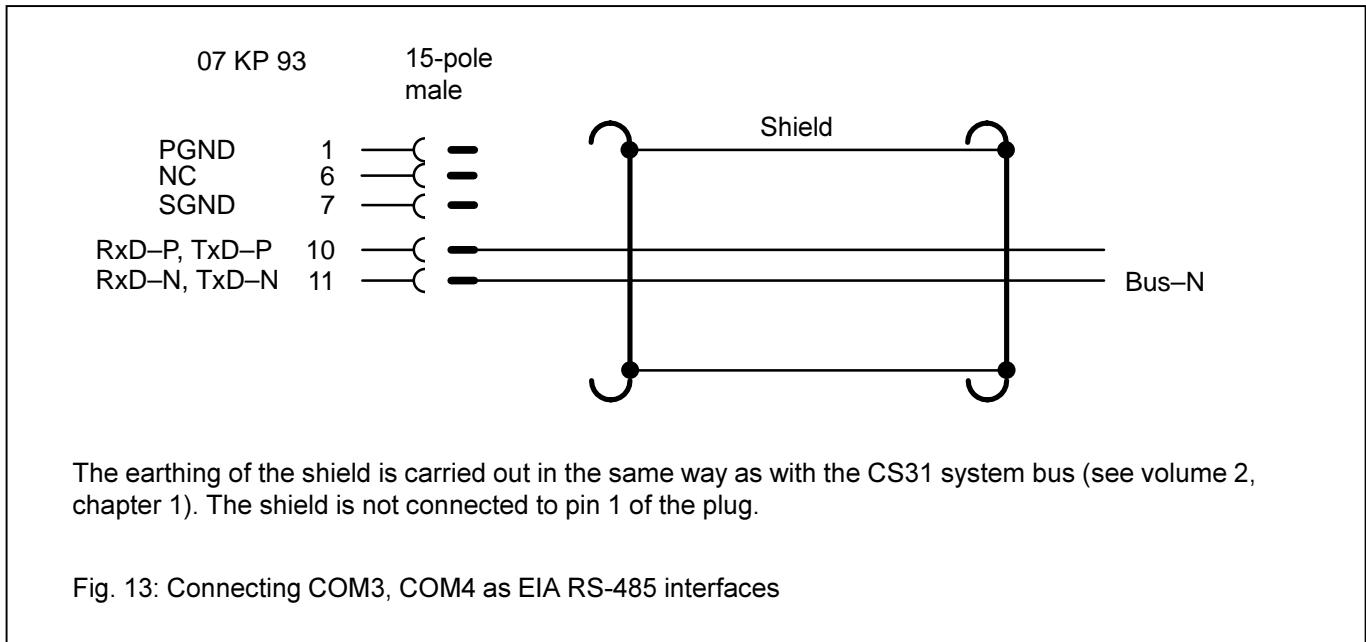 07 KP 93
15-pole
male
Shield
PGND 1
NC 6
SGND 7
RxD–P, TxD–P 10
RxD–N, TxD–N 11
Bus–N
The earthing of the shield is carried out in the same way as with the CS31 system bus (see volume 2,
chapter 1). The shield is not connected to pin 1 of the plug.
Fig. 13: Connecting COM3, COM4 as EIA RS-485 interfaces